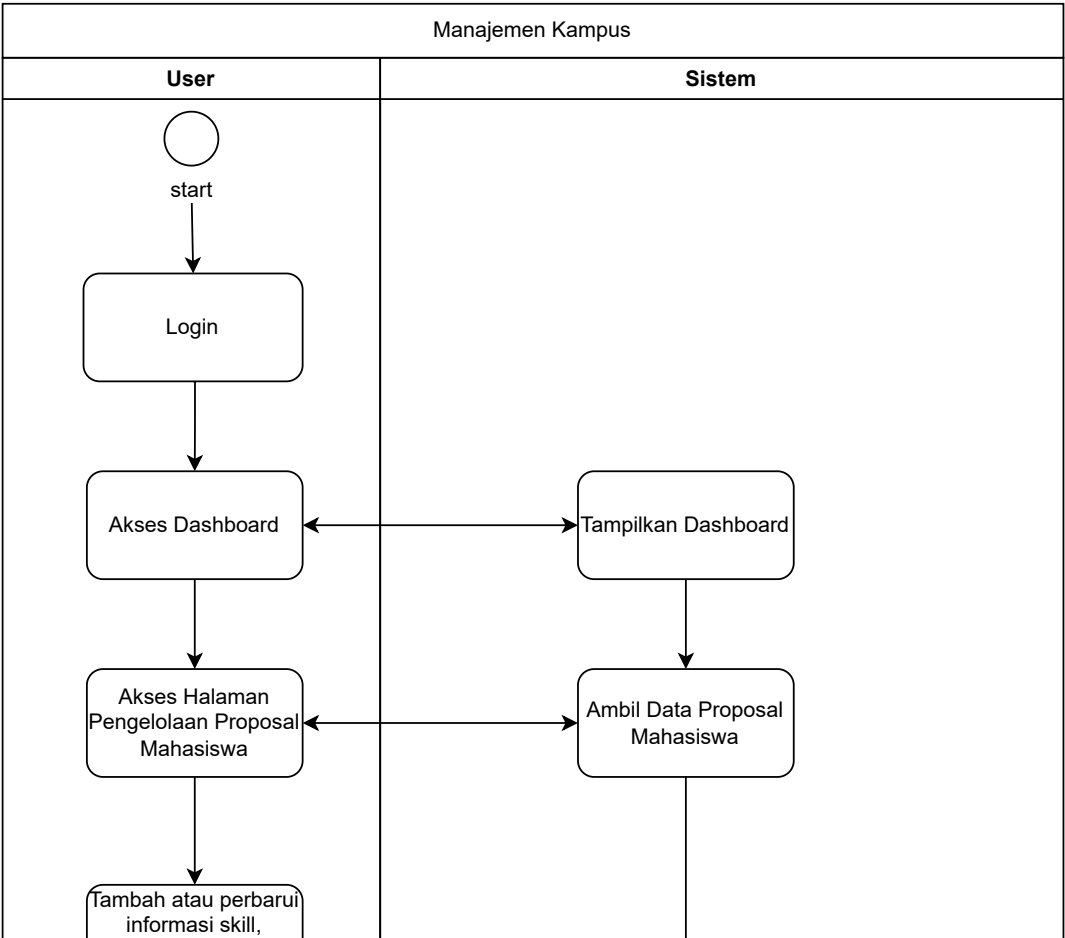 Manajemen Kampus
User
Sistem
start
Login
Akses Dashboard
Tampilkan Dashboard
Akses Halaman
Pengelolaan Proposal
Mahasiswa
Ambil Data Proposal
Mahasiswa
Tambah atau perbarui
informasi skill,